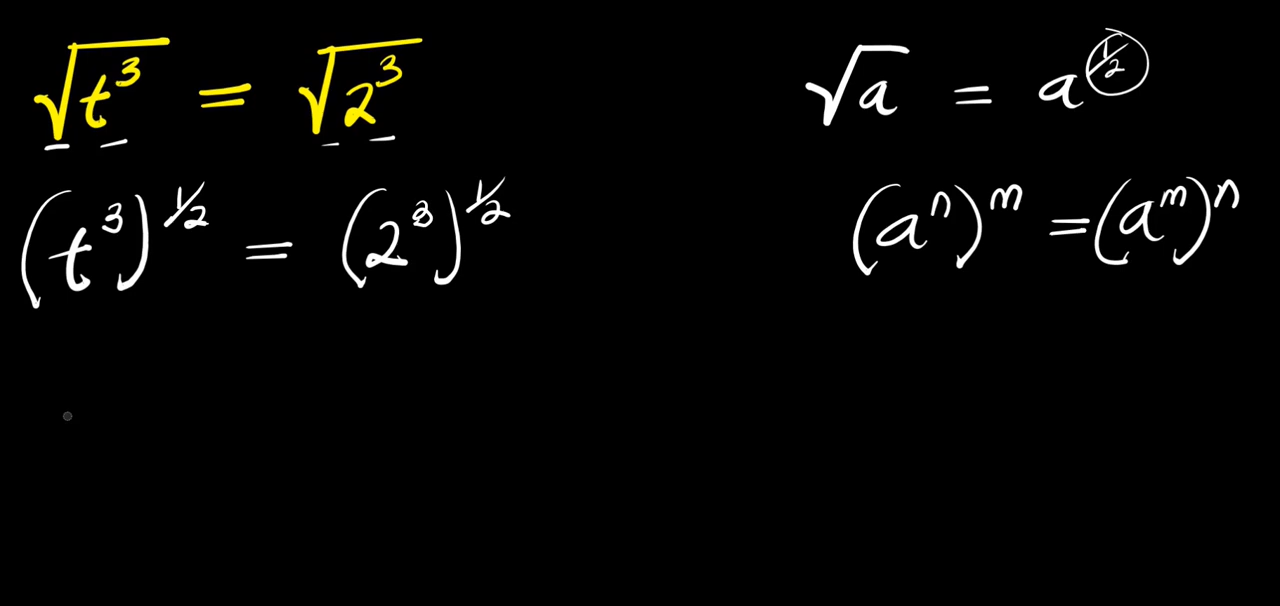 √t³ = √2³
√a = a^(1/2)
(t³)^(1/2) = (2³)^(1/2)
(aⁿ)ᵐ = (aᵐ)ⁿ